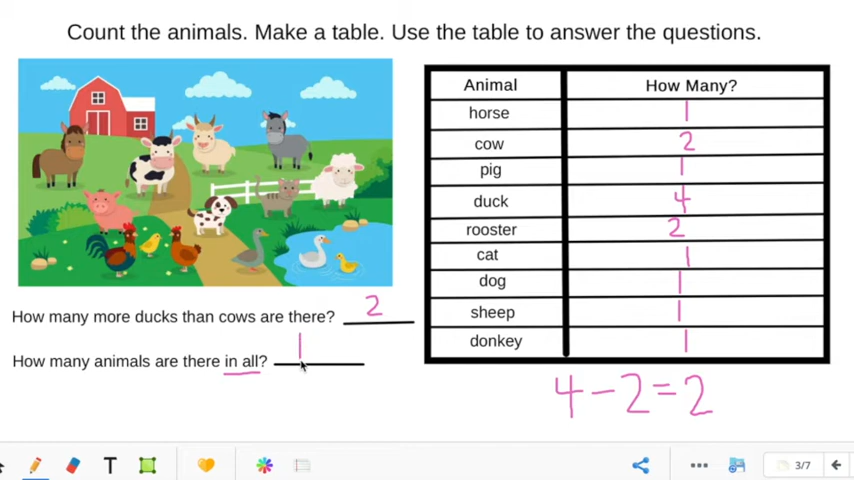 Count the animals. Make a table. Use the table to answer the questions.
Animal How Many?
horse 1
cow 2
pig 1
duck 4
rooster 2
cat 1
dog 1
sheep 1
donkey 1
How many more ducks than cows are there? 2
How many animals are there in all? 1
4-2=2
T
3/7